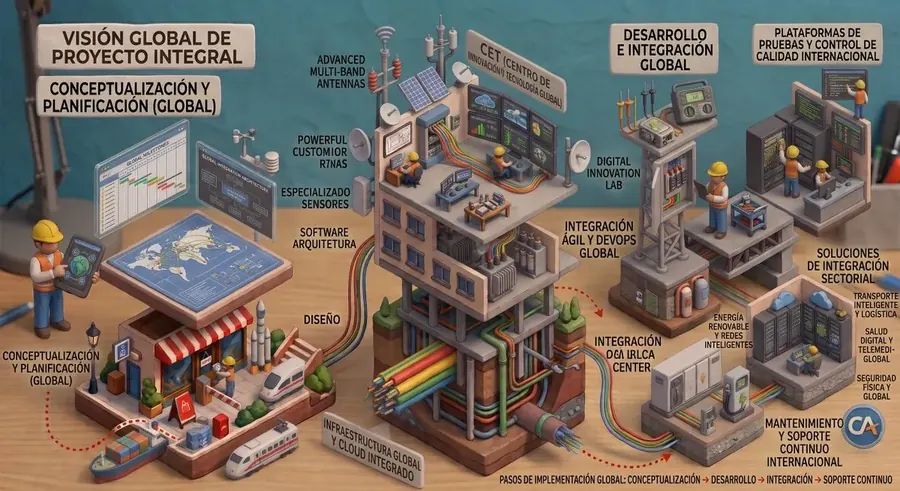 VISIÓN GLOBAL DE
PROYECTO INTEGRAL
CONCEPTUALIZACIÓN
Y PLANIFICACIÓN (GLOBAL)
GLOBAL MILESTONES
ADVANCED
MULTI-BAND
ANTENNAS
POWERFUL
CUSTOMIOR
R7NAS
ESPECIALIZADO
SENSORES
SOFTWARE
ARQUITETURA
DISEÑO
CONCEPTUALIZACIÓN
Y PLANIFICACIÓN
(GLOBAL)
CET (CENTRO DE
INNOVACIÓN Y TECNOLOGÍA GLOBAL)
INFRAESTRUCTURA GLOBAL
Y CLOUD INTEGRADO
DESARROLLO
E INTEGRACIÓN
GLOBAL
DIGITAL
INNOVATION
LAB
INTEGRACIÓN
ÁGIL Y DEVOPS
GLOBAL
INTEGRACIÓN
CENTER
PLATAFORMAS DE
PRUEBAS Y CONTROL DE
CALIDAD INTERNACIONAL
SOLUCIONES
DE INTEGRACIÓN
SECTORIAL
TRANSPORTE
INTELIGENTE
Y LOGÍSTICA
ENERGÍA
RENOVABLE
Y REDES
INTELIGENTES
SALUD
DIGITAL Y
TELEMEDI-
GLOBAL
SEGURIDAD
FÍSICA Y
GLOBAL
MANTENIMIENTO
Y SOPORTE
CONTINUO
INTERNACIONAL
CA
PASOS DE IMPLEMENTACIÓN GLOBAL: CONCEPTUALIZACIÓN → DESARROLLO → INTEGRACIÓN → SOPORTE CONTINUO